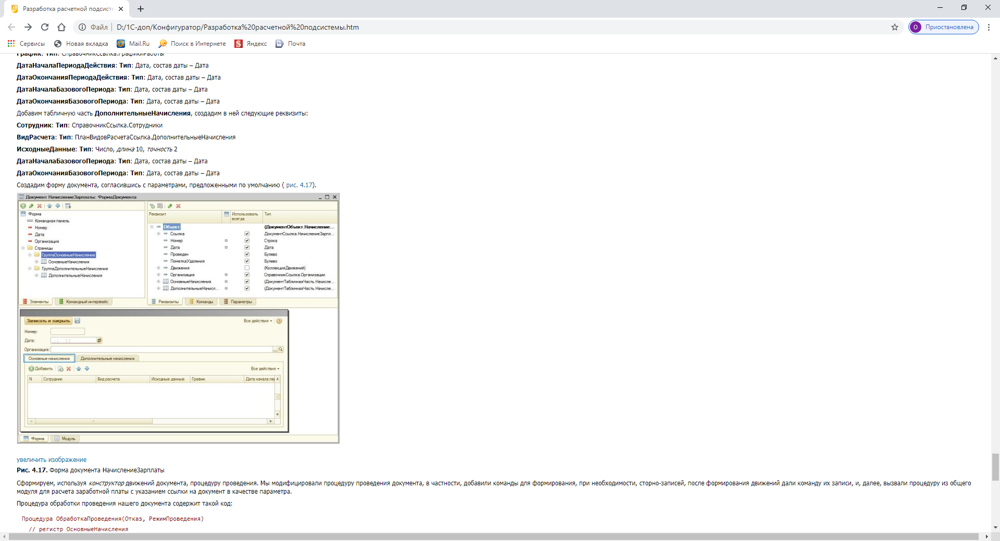 Разработка расчетной подсисте
Файл
D:/1С-доп/Конфигуратор/Разработка%20расчетной%20подсистемы.htm
О
Приостановлена
Сервисы
Новая вкладка
Mail.Ru
Поиск в Интернете
Яндекс
Почта
График: Тип: СправочникСсылка.ГрафикиРаботы
ДатаНачалаПериодаДействия: Тип: Дата, состав даты – Дата
ДатаОкончанияПериодаДействия: Тип: Дата, состав даты – Дата
ДатаНачалаБазовогоПериода: Тип: Дата, состав даты – Дата
ДатаОкончанияБазовогоПериода: Тип: Дата, состав даты – Дата
Добавим табличную часть ДополнительныеНачисления, создадим в ней следующие реквизиты:
Сотрудник: Тип: СправочникСсылка.Сотрудники
ВидРасчета: Тип: ПланВидовРасчетаСсылка.ДополнительныеНачисления
ИсходныеДанные: Тип: Число, длина 10, точность 2
ДатаНачалаБазовогоПериода: Тип: Дата, состав даты – Дата
ДатаОкончанияБазовогоПериода: Тип: Дата, состав даты – Дата
Создадим форму документа, согласившись с параметрами, предложенными по умолчанию ( рис. 4.17).
Документ НачислениеЗарплаты: ФормаДокумента
Форма
Командная панель
Номер
Дата
Организация
Страницы
ГруппаОсновныеНачисления
ОсновныеНачисления
ГруппаДополнительныеНачисления
ДополнительныеНачисления
Элементы
Командный интерфейс
Реквизит
Использовать всегда
Тип
Объект (ДокументОбъект.Начисление...
Ссылка ДокументСсылка.НачислениеЗарпл...
Номер Строка
Дата Дата
Проведен Булево
ПометкаУдаления Булево
Движения (КоллекцияДвижений)
Организация СправочникСсылка.Организации
ОсновныеНачисления (ДокументТабличнаяЧасть.Начисле...
ДополнительныеНачисл... (ДокументТабличнаяЧасть.Начисле...
Реквизиты
Команды
Параметры
Записать и закрыть
Все действия
Номер:
Дата:
Организация:
Основные начисления
Дополнительные начисления
Добавить
Все действия
N Сотрудник Вид расчета Исходные данные График Дата начала пе
Форма
Модуль
увеличить изображение
Рис. 4.17. Форма документа НачислениеЗарплаты
Сформируем, используя конструктор движений документа, процедуру проведения. Мы модифицировали процедуру проведения документа, в частности, добавили команды для формирования, при необходимости, сторно-записей, после формирования движений дали команду их записи, и, далее, вызвали процедуру из общего
модуля для расчета заработной платы с указанием ссылки на документ в качестве параметра.
Процедура обработки проведения нашего документа содержит такой код:
Процедура ОбработкаПроведения(Отказ, РежимПроведения)
// регистр ОсновныеНачисления